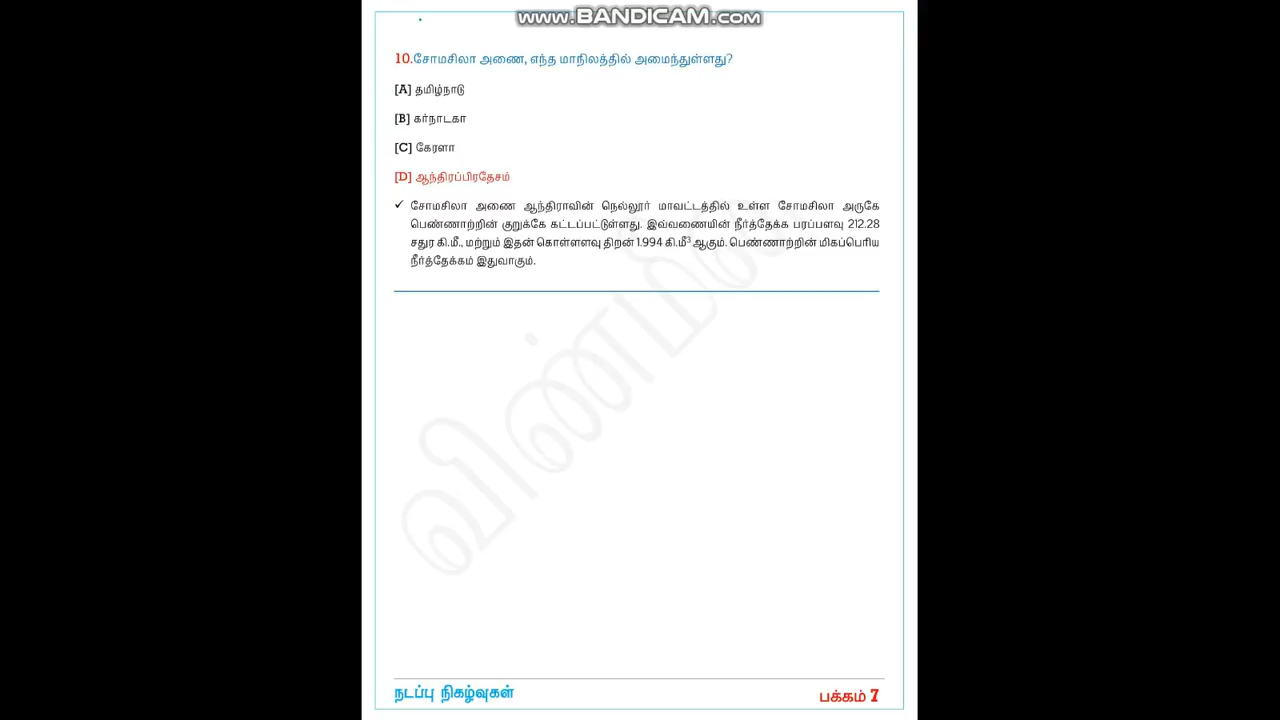 www.BANDICAM.com
10.சோமசிலா அணை, எந்த மாநிலத்தில் அமைந்துள்ளது?
[A] தமிழ்நாடு
[B] கர்நாடகா
[C] கேரளா
[D] ஆந்திரப்பிரதேசம்
✓ சோமசிலா அணை ஆந்திராவின் நெல்லூர் மாவட்டத்தில் உள்ள சோமசிலா அருகே
பெண்ணாற்றின் குறுக்கே கட்டப்பட்டுள்ளது. இவ்வணையின் நீர்த்தேக்க பரப்பளவு 212.28
சதுர கி.மீ., மற்றும் இதன் கொள்ளளவு திறன் 1.994 கி.மீ³ ஆகும். பெண்ணாற்றின் மிகப்பெரிய
நீர்த்தேக்கம் இதுவாகும்.
விண்மீன்
நடப்பு நிகழ்வுகள்
பக்கம் 7